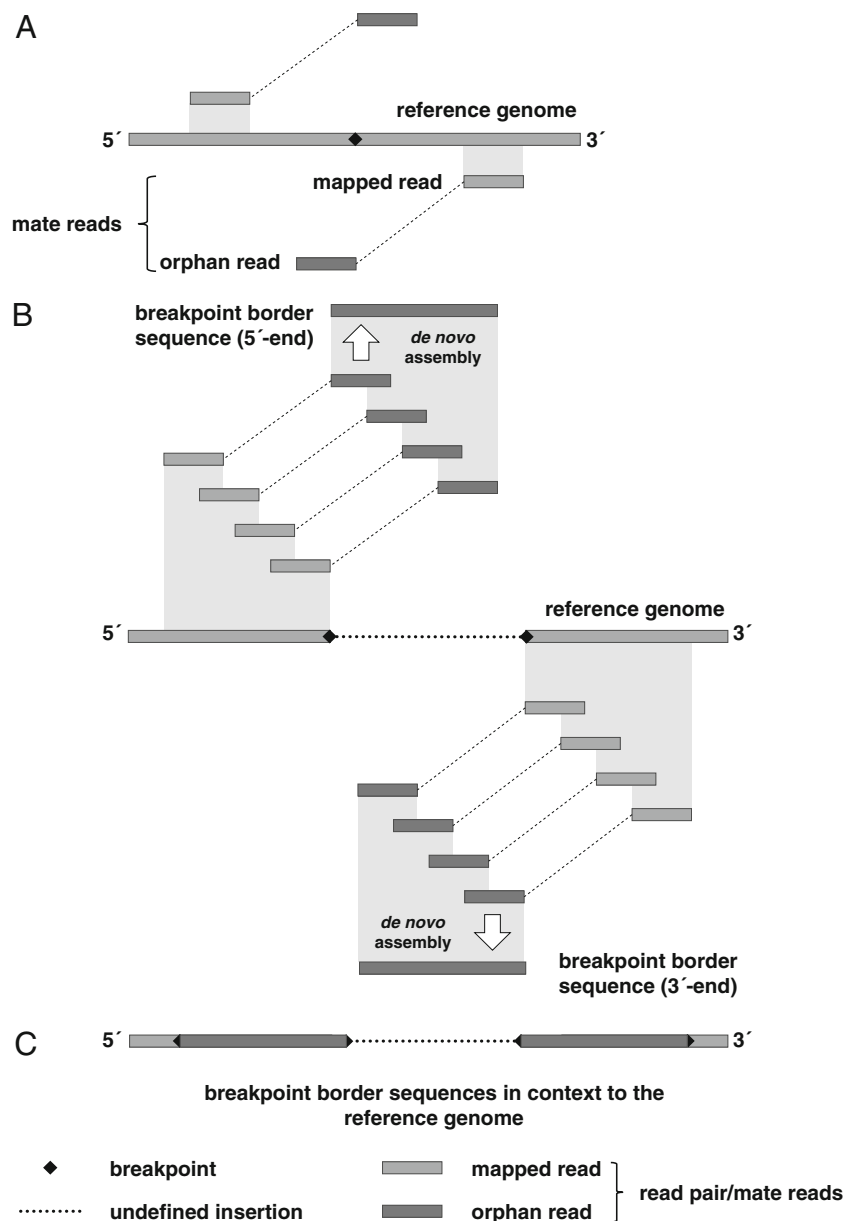 A
reference genome
5´ 3´
mapped read
mate reads
orphan read
B
breakpoint border
sequence (5´-end)
de novo
assembly
reference genome
5´ 3´
de novo
assembly
breakpoint border
sequence (3´-end)
C
5´ 3´
breakpoint border sequences in context to the
reference genome
breakpoint mapped read
read pair/mate reads
undefined insertion orphan read